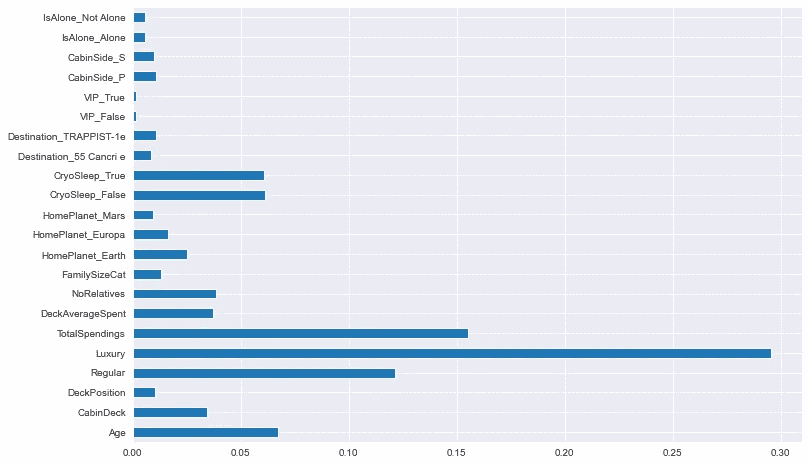 IsAlone_Not Alone
IsAlone_Alone
CabinSide_S
CabinSide_P
VIP_True
VIP_False
Destination_TRAPPIST-1e
Destination_55 Cancri e
CryoSleep_True
CryoSleep_False
HomePlanet_Mars
HomePlanet_Europa
HomePlanet_Earth
FamilySizeCat
NoRelatives
DeckAverageSpent
TotalSpendings
Luxury
Regular
DeckPosition
CabinDeck
Age
0.00 0.05 0.10 0.15 0.20 0.25 0.30